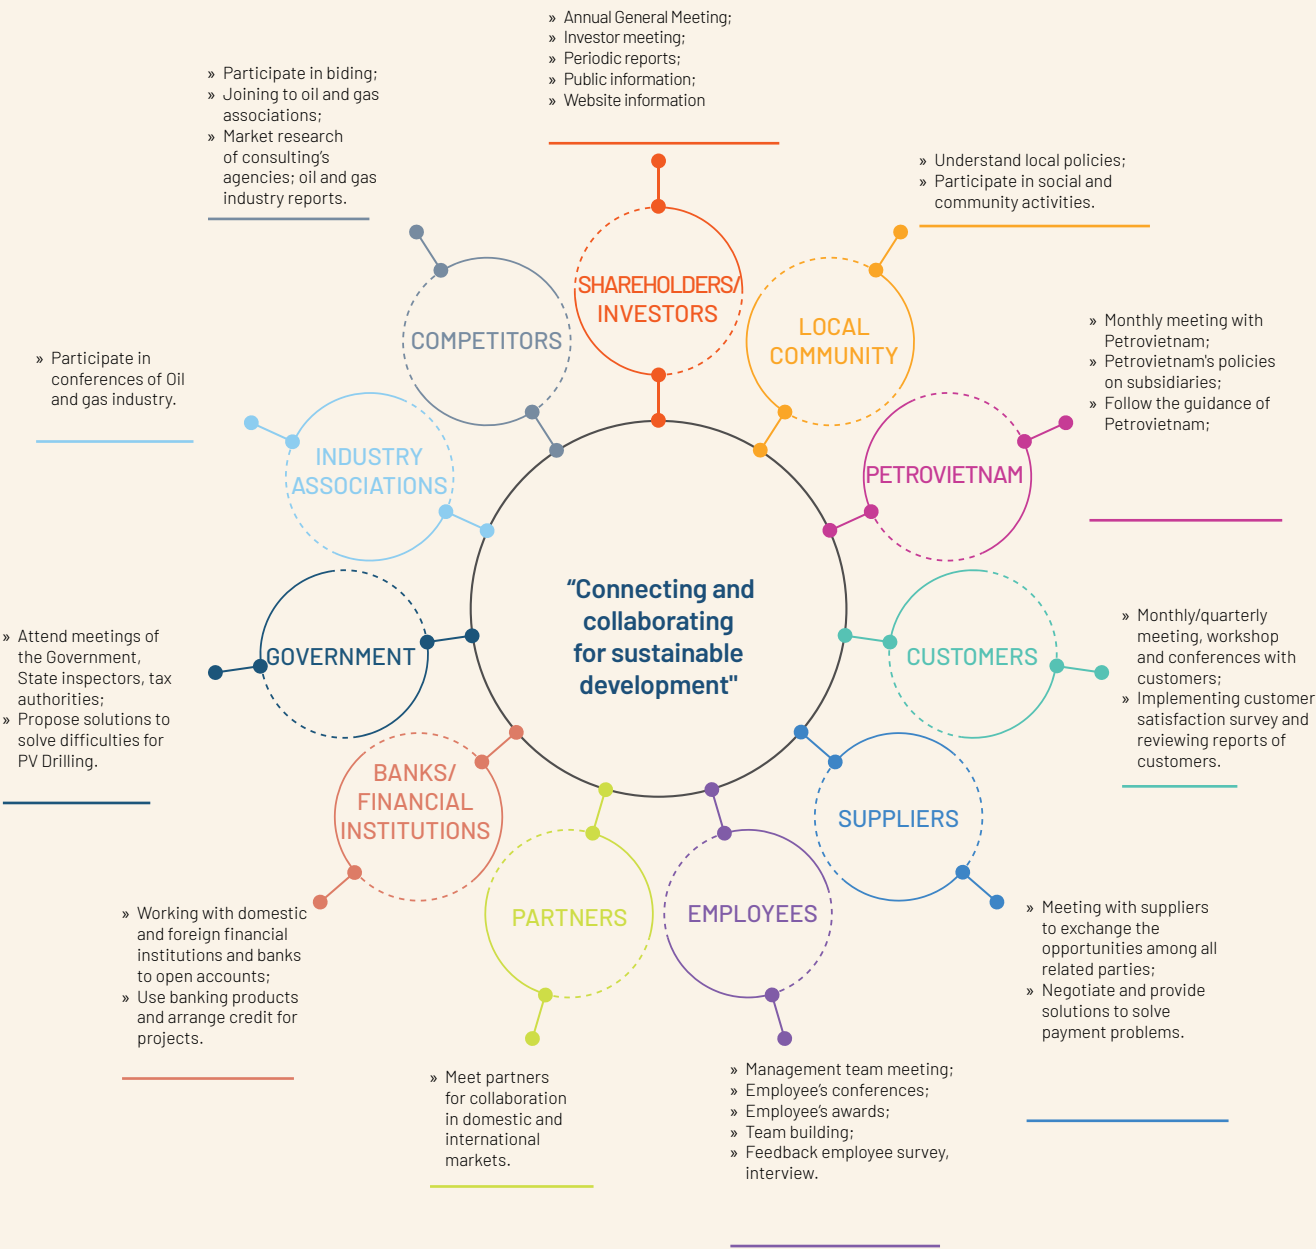 » Annual General Meeting;
» Investor meeting;
» Periodic reports;
» Public information;
» Website information
» Participate in biding;
» Joining to oil and gas
associations;
» Market research
of consulting's
agencies; oil and gas
industry reports.
» Understand local policies;
» Participate in social and
community activities.
SHAREHOLDERS/
INVESTORS
COMPETITORS
LOCAL
COMMUNITY
» Monthly meeting with
Petrovietnam;
» Petrovietnam's policies
on subsidiaries;
» Follow the guidance of
Petrovietnam;
» Participate in
conferences of Oil
and gas industry.
INDUSTRY
ASSOCIATIONS
PETROVIETNAM
"Connecting and
collaborating
for sustainable
development"
» Attend meetings of
the Government,
State inspectors, tax
authorities;
» Propose solutions to
solve difficulties for
PV Drilling.
GOVERNMENT
CUSTOMERS
» Monthly/quarterly
meeting, workshop
and conferences with
customers;
» Implementing customer
satisfaction survey and
reviewing reports of
customers.
BANKS/
FINANCIAL
INSTITUTIONS
SUPPLIERS
PARTNERS
EMPLOYEES
» Working with domestic
and foreign financial
institutions and banks
to open accounts;
» Use banking products
and arrange credit for
projects.
» Meeting with suppliers
to exchange the
opportunities among all
related parties;
» Negotiate and provide
solutions to solve
payment problems.
» Meet partners
for collaboration
in domestic and
international
markets.
» Management team meeting;
» Employee's conferences;
» Employee's awards;
» Team building;
» Feedback employee survey,
interview.